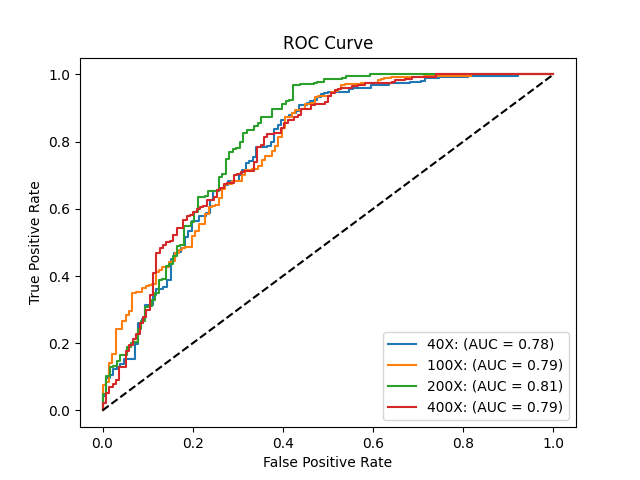 ROC Curve
True Positive Rate
1.0
0.8
0.6
0.4
0.2
0.0
40X: (AUC = 0.78)
100X: (AUC = 0.79)
200X: (AUC = 0.81)
400X: (AUC = 0.79)
0.0 0.2 0.4 0.6 0.8 1.0
False Positive Rate